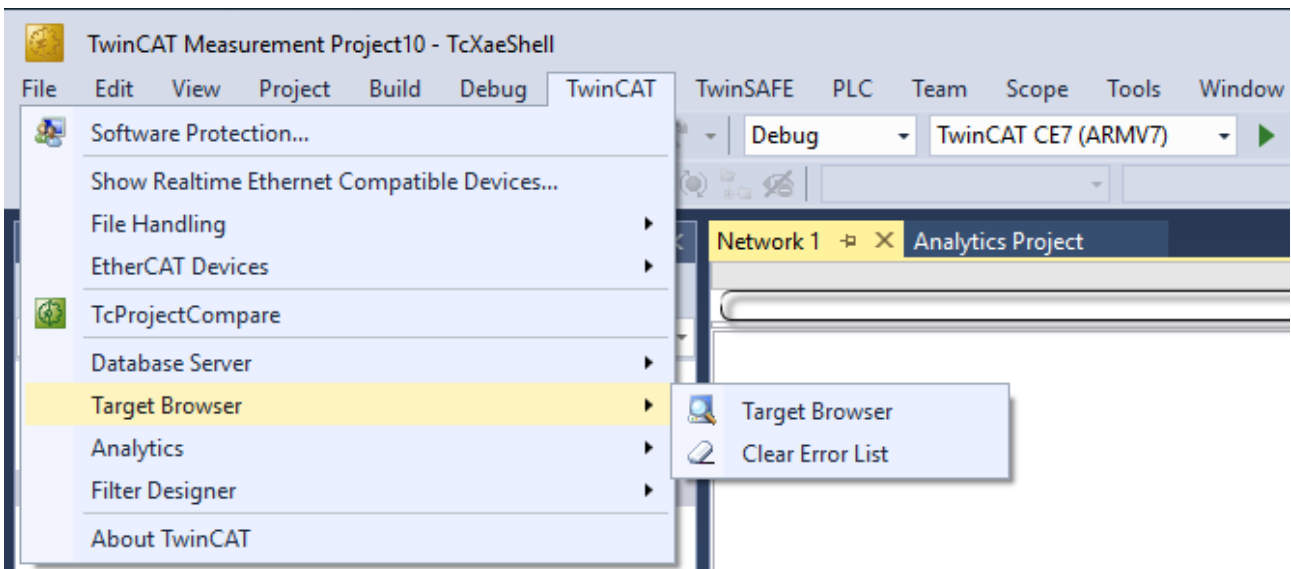 TwinCAT Measurement Project10 - TcXaeShell
File Edit View Project Build Debug TwinCAT TwinSAFE PLC Team Scope Tools Window
Software Protection...
Debug TwinCAT CE7 (ARMV7)
Show Realtime Ethernet Compatible Devices...
File Handling
Network 1 Analytics Project
EtherCAT Devices
TcProjectCompare
Database Server
Target Browser
Target Browser
Analytics
Clear Error List
Filter Designer
About TwinCAT